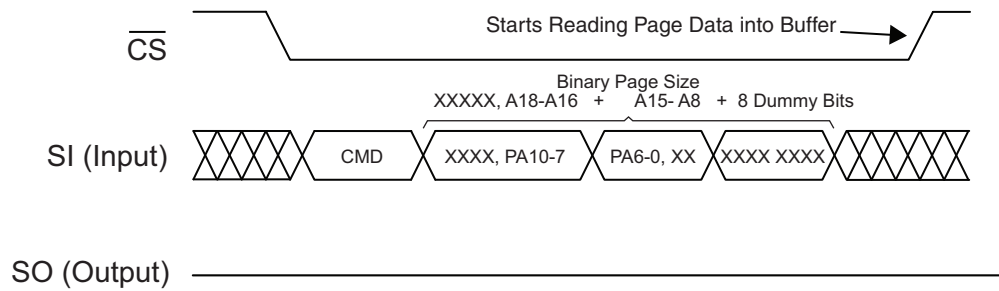 Starts Reading Page Data into Buffer
CS
Binary Page Size
XXXXX, A18-A16 + A15- A8 + 8 Dummy Bits
SI (Input) CMD XXXX, PA10-7 PA6-0, XX XXXX XXXX
SO (Output)